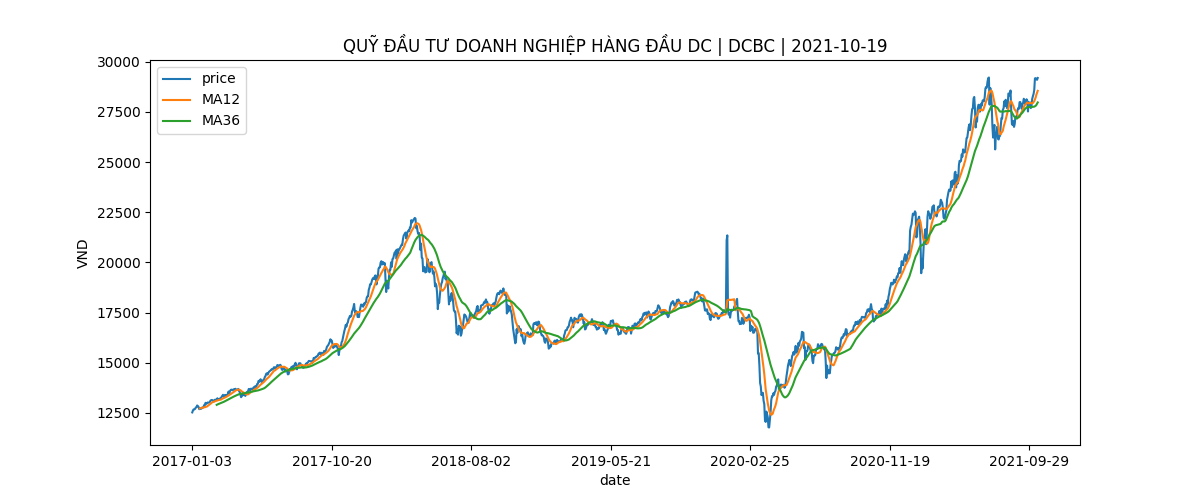 QUỸ ĐẦU TƯ DOANH NGHIỆP HÀNG ĐẦU DC | DCBC | 2021-10-19
30000
27500
25000
22500
20000
17500
15000
12500
VND
price
MA12
MA36
2017-01-03 2017-10-20 2018-08-02 2019-05-21 2020-02-25 2020-11-19 2021-09-29
date